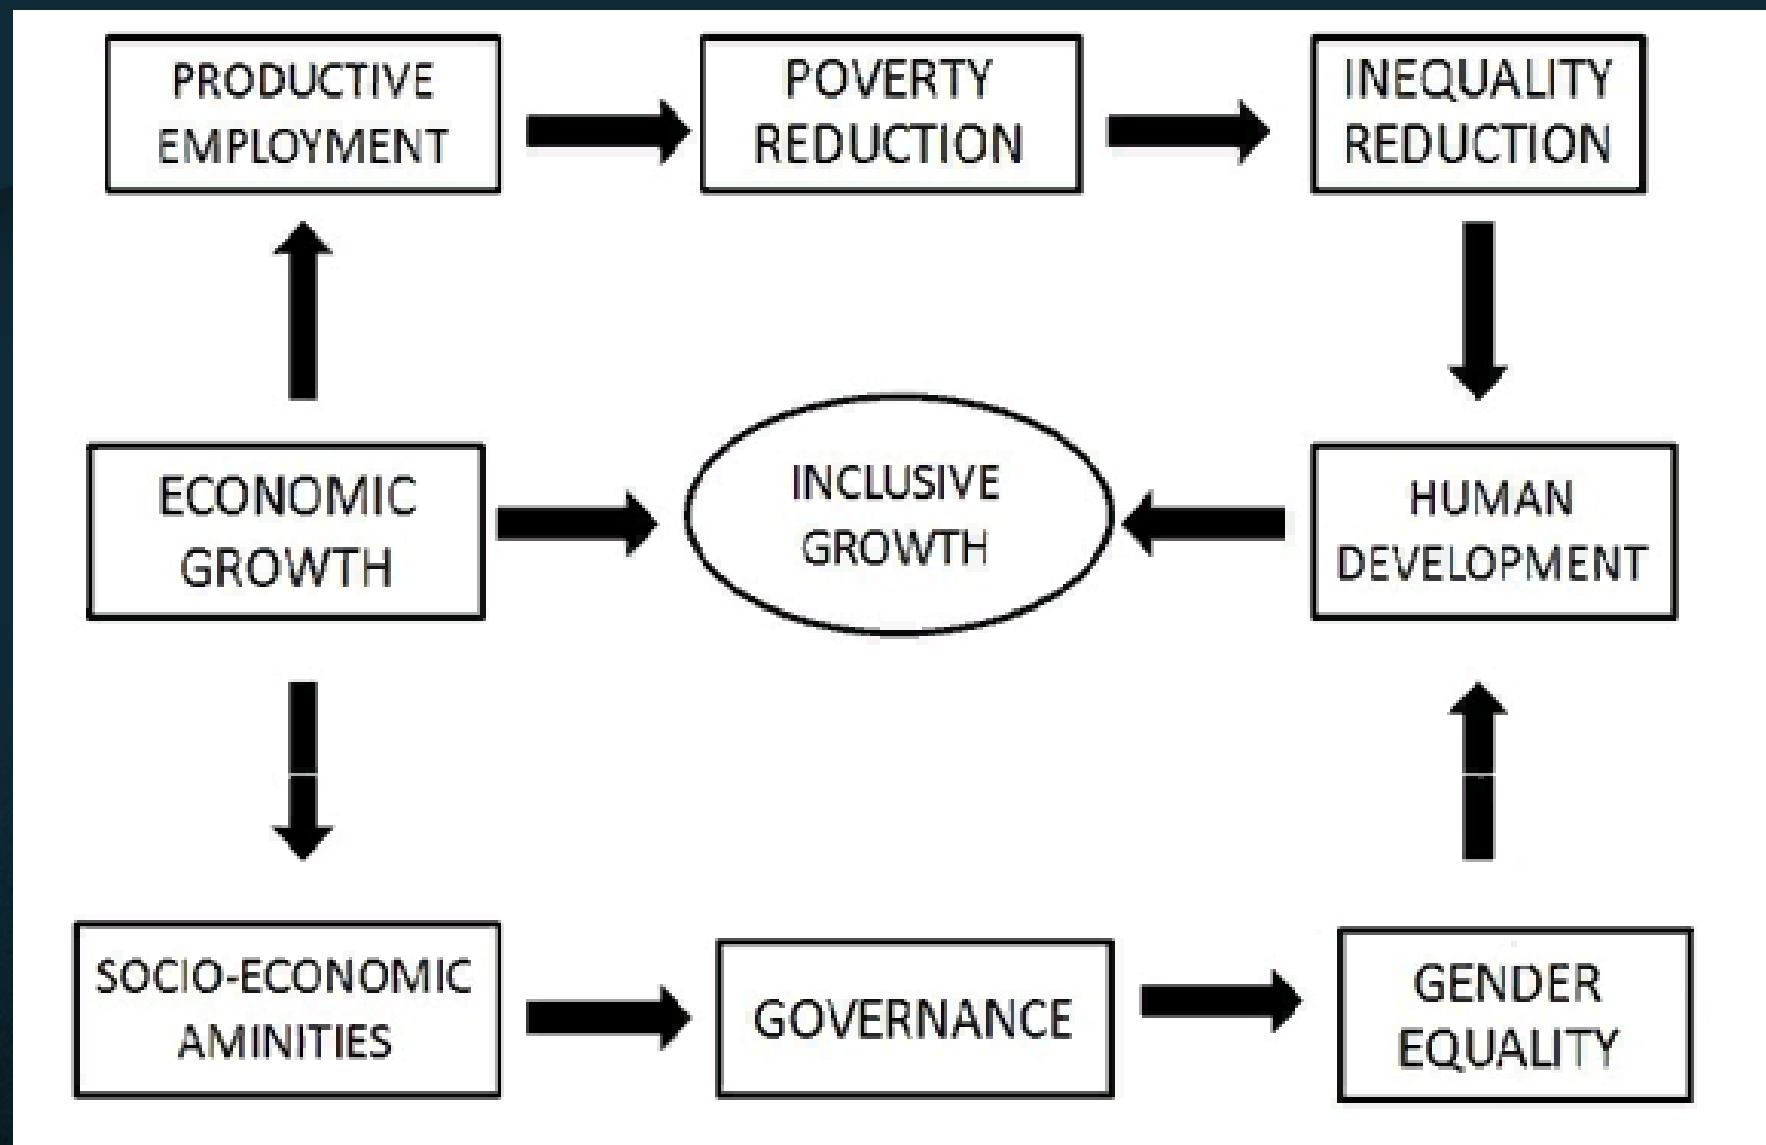 PRODUCTIVE
EMPLOYMENT
POVERTY
REDUCTION
INEQUALITY
REDUCTION
ECONOMIC
GROWTH
INCLUSIVE
GROWTH
HUMAN
DEVELOPMENT
SOCIO-ECONOMIC
AMINITIES
GOVERNANCE
GENDER
EQUALITY